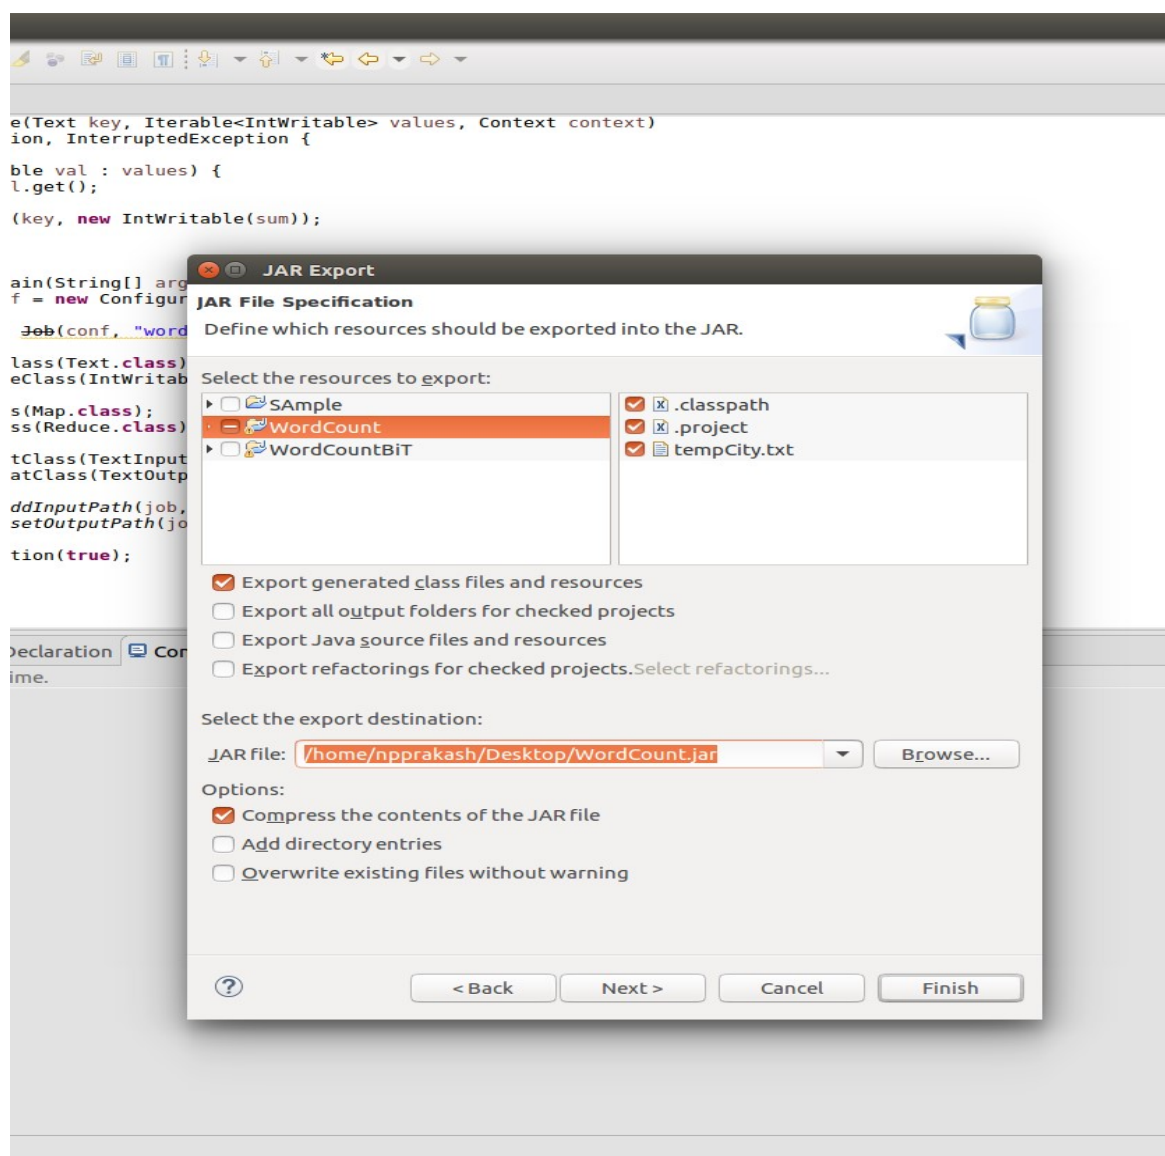 e(Text key, Iterable<IntWritable> values, Context context)
ion, InterruptedException {
ble val : values) {
l.get();
(key, new IntWritable(sum));
ain(String[] arg
f = new Configur
Job(conf, "word
lass(Text.class)
eClass(IntWritab
s(Map.class);
ss(Reduce.class)
tClass(TextInput
atClass(TextOutp
ddInputPath(job,
setOutputPath(jo
tion(true);
Declaration Con
ime.
JAR Export
JAR File Specification
Define which resources should be exported into the JAR.
Select the resources to export:
SAmple
WordCount
WordCountBiT
.classpath
.project
tempCity.txt
Export generated class files and resources
Export all output folders for checked projects
Export Java source files and resources
Export refactorings for checked projects. Select refactorings...
Select the export destination:
JAR file: /home/npprakash/Desktop/WordCount.jar Browse...
Options:
Compress the contents of the JAR file
Add directory entries
Overwrite existing files without warning
? < Back Next > Cancel Finish